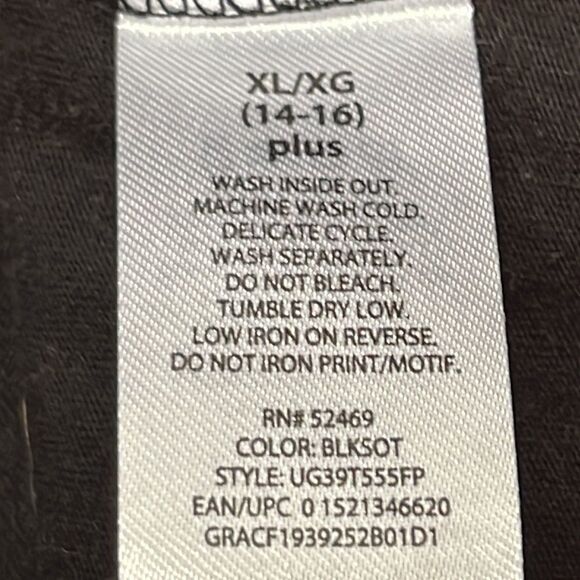 XL/XG
(14-16)
plus
WASH INSIDE OUT.
MACHINE WASH COLD.
DELICATE CYCLE.
WASH SEPARATELY.
DO NOT BLEACH.
TUMBLE DRY LOW.
LOW IRON ON REVERSE.
DO NOT IRON PRINT/MOTIF.
RN# 52469
COLOR: BLKSOT
STYLE: UG39T555FP
EAN/UPC 0 1521346620
GRACF1939252B01D1